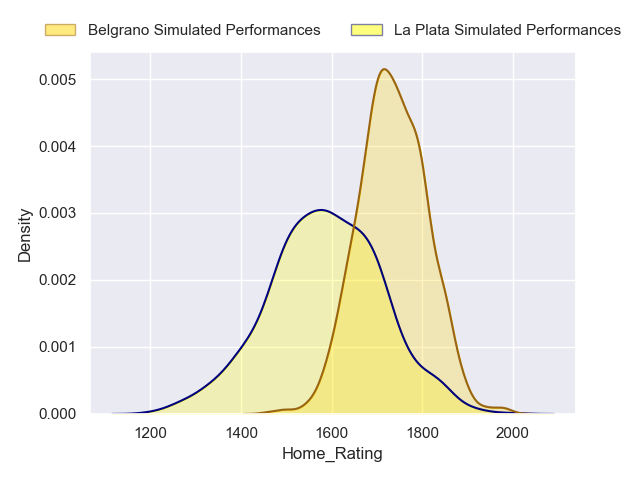 Belgrano Simulated Performances
La Plata Simulated Performances
0.005
0.004
0.003
0.002
0.001
0.000
Density
1200
1400
1600
1800
2000
Home_Rating